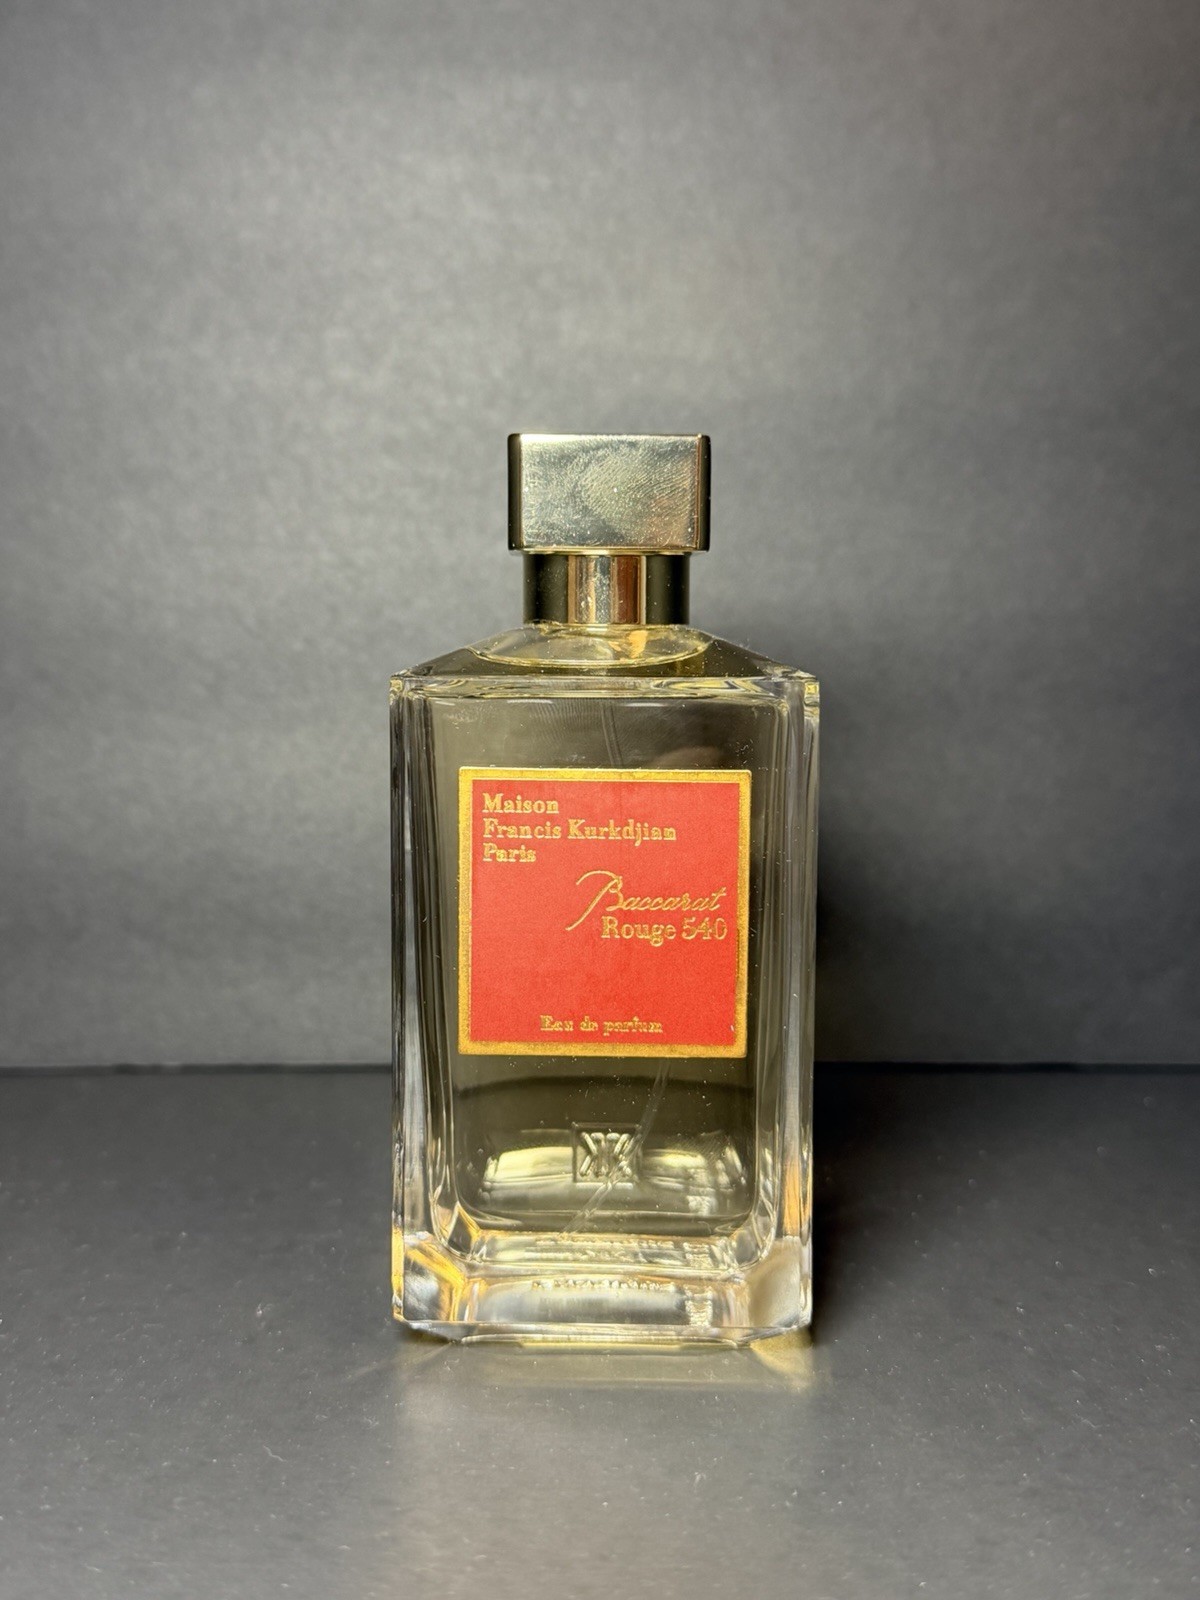 Maison
Francis Kurkdjian
Paris
Baccarat
Rouge 540
Eau de parfum